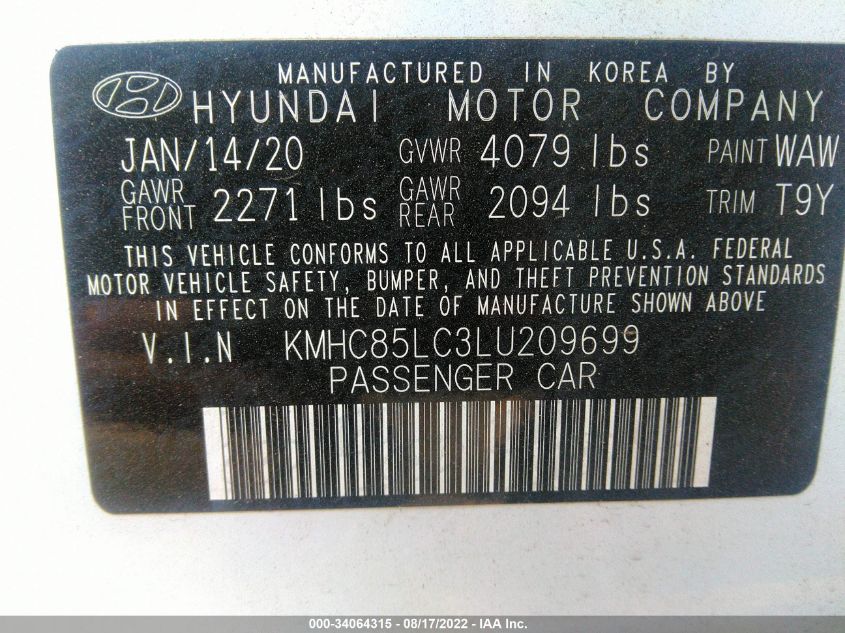 MANUFACTURED IN KOREA BY
HYUNDAI MOTOR COMPANY
JAN/14/20 GVWR 4079 lbs PAINT WAW
GAWR FRONT 2271 lbs GAWR REAR 2094 lbs TRIM T9Y
THIS VEHICLE CONFORMS TO ALL APPLICABLE U.S.A. FEDERAL
MOTOR VEHICLE SAFETY, BUMPER, AND THEFT PREVENTION STANDARDS
IN EFFECT ON THE DATE OF MANUFACTURE SHOWN ABOVE
V.I.N KMHC85LC3LU209699
PASSENGER CAR
000-34064315 - 08/17/2022 - IAA Inc.